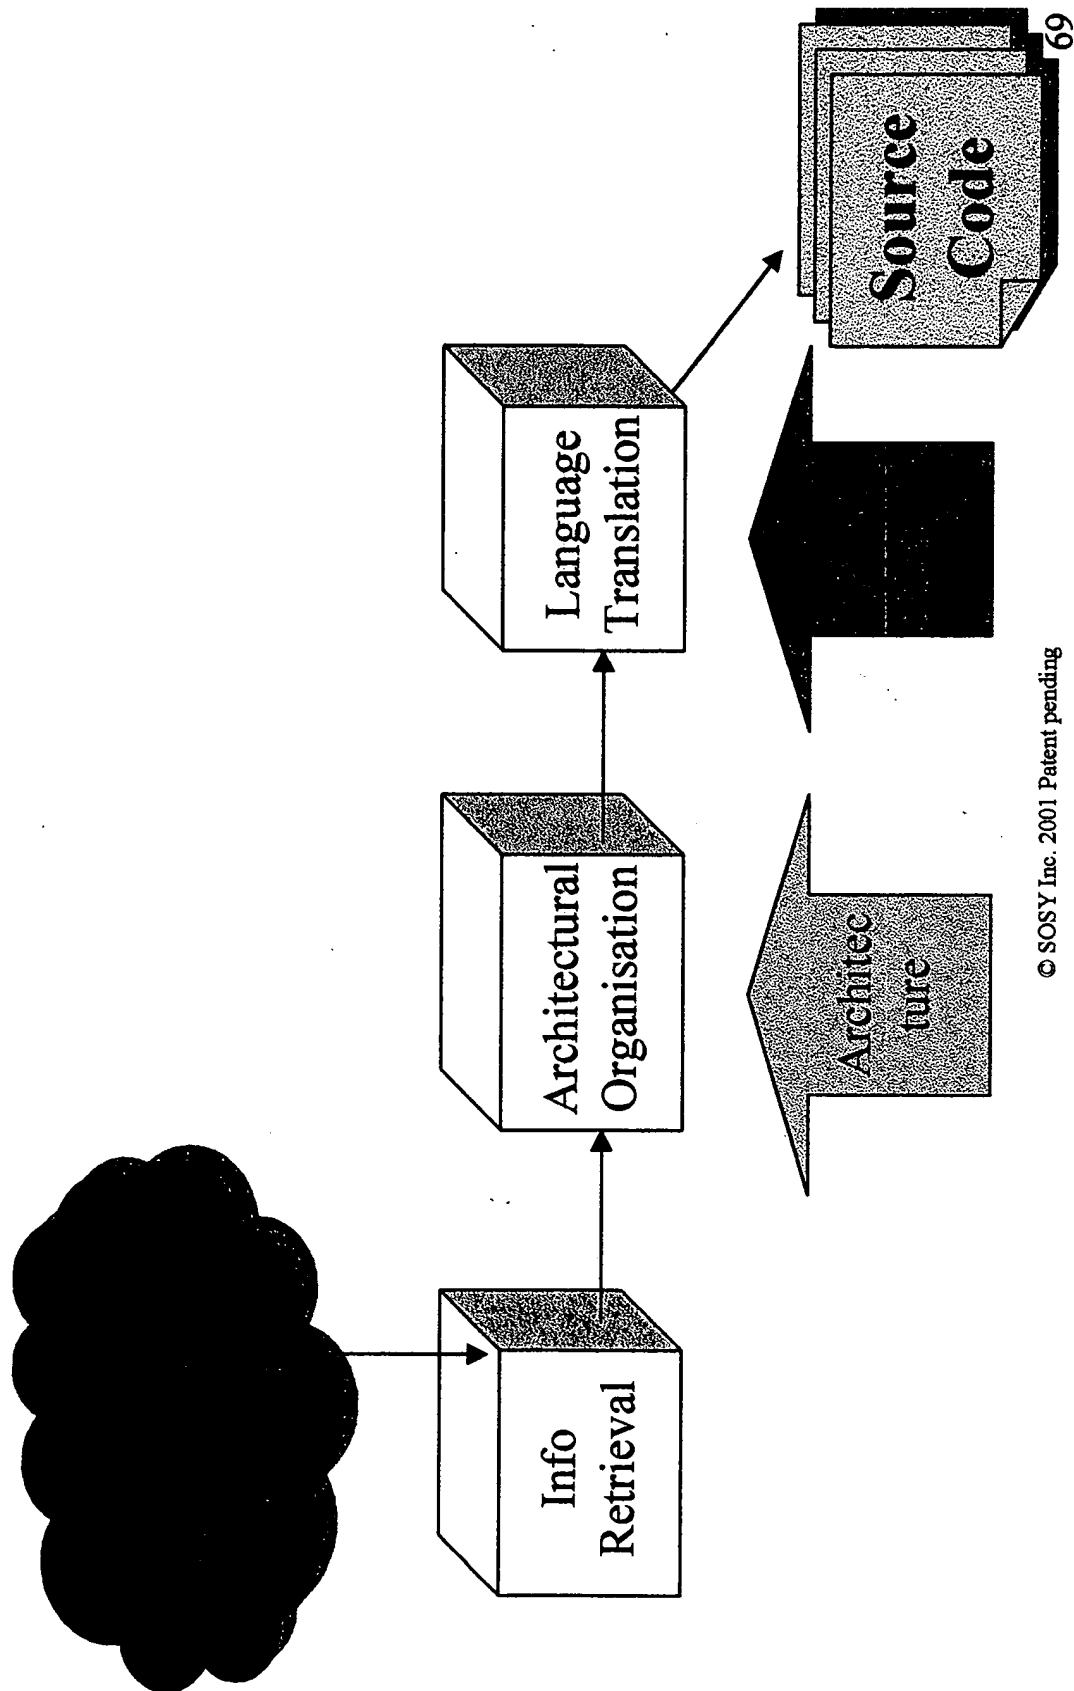 Info
Retrieval
Architectural
Organisation
Language
Translation
Architec
ture
Source
Code
© SOSY Inc. 2001 Patent pending
69